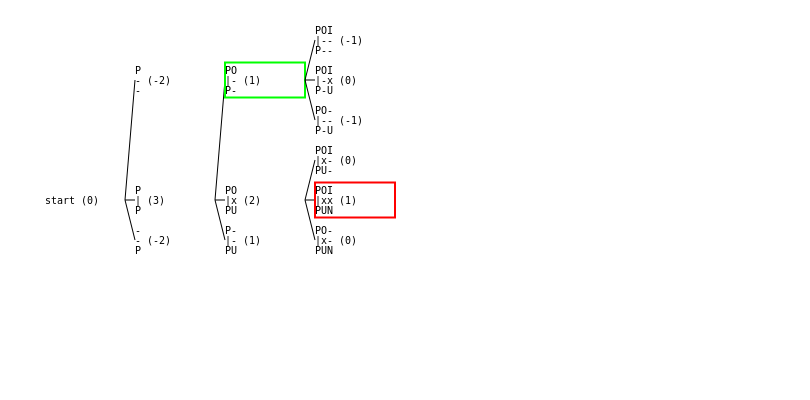 start (0)
P
- (-2)
-
P
| (3)
P
-
- (-2)
P
PO
|- (1)
P-
PO
|x (2)
PU
P-
|- (1)
PU
POI
|-- (-1)
P--
POI
|-x (0)
P-U
PO-
|-- (-1)
P-U
POI
|x- (0)
PU-
POI
|xx (1)
PUN
PO-
|x- (0)
PUN